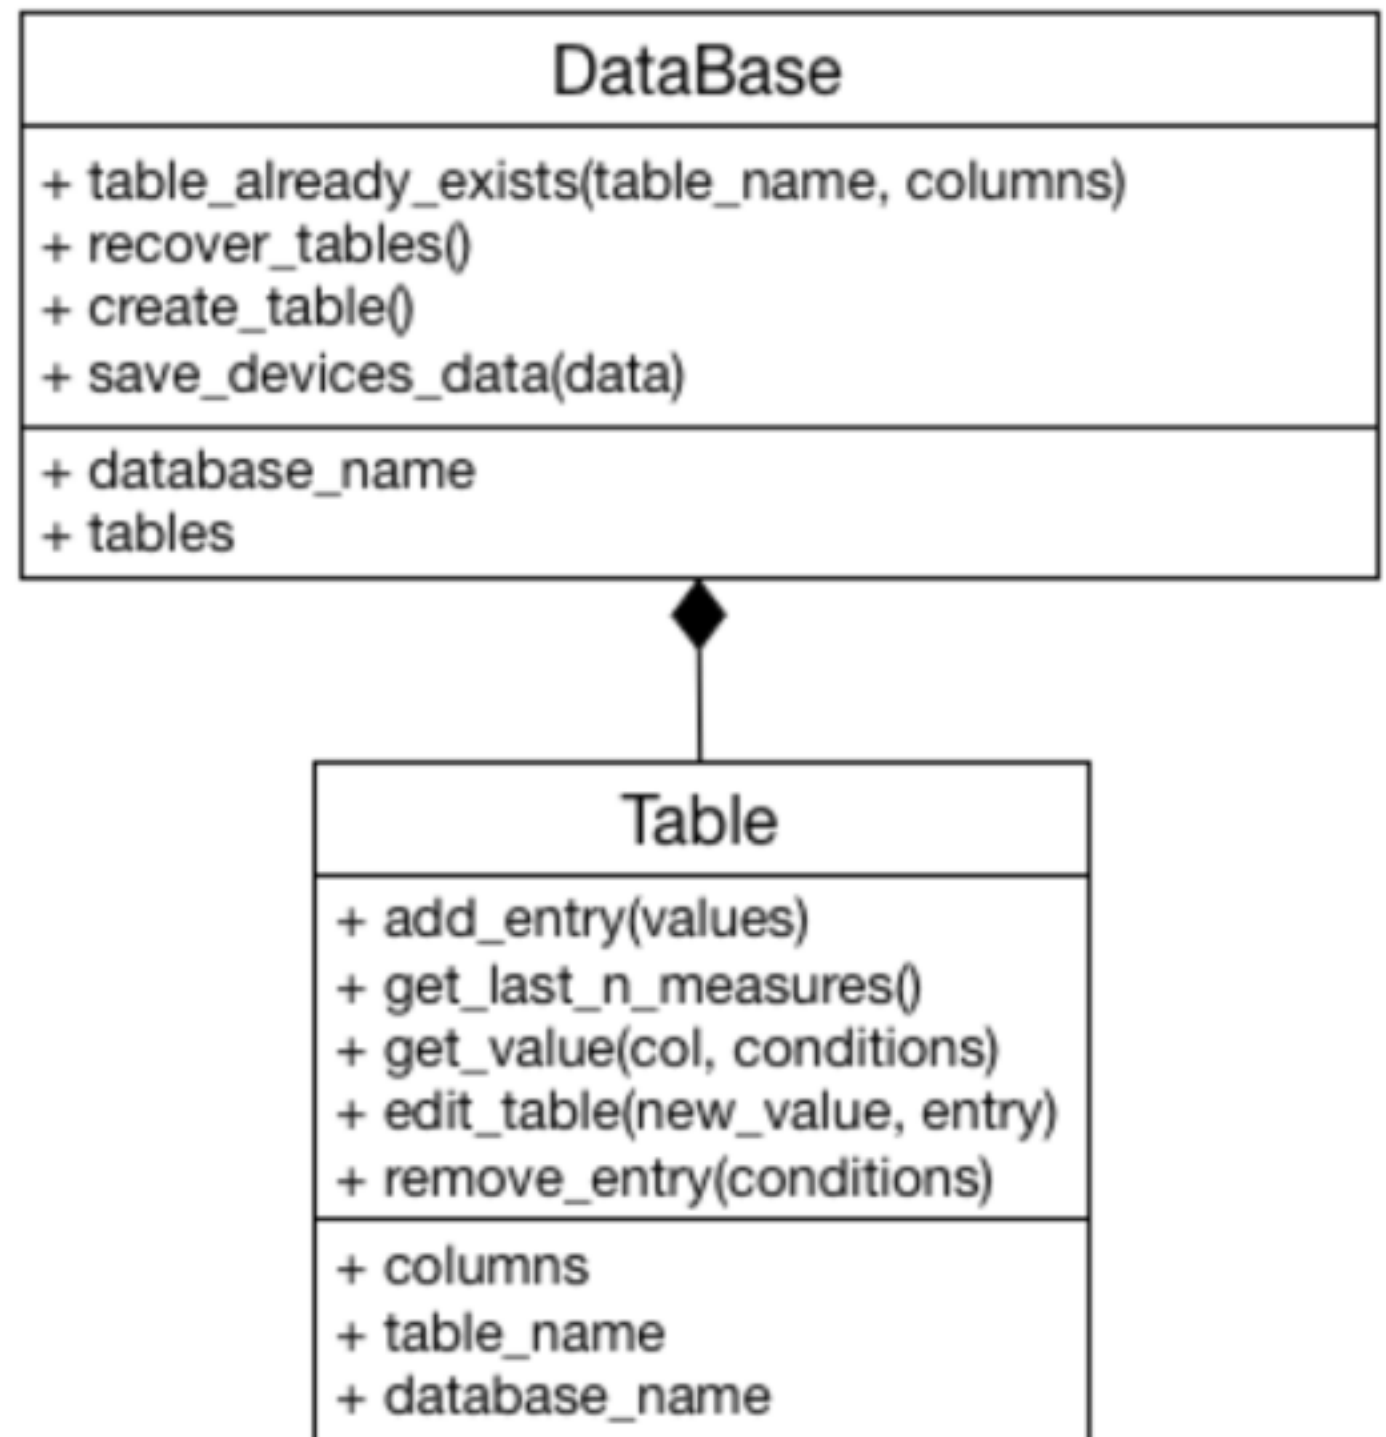 DataBase
+ table_already_exists(table_name, columns)
+ recover_tables()
+ create_table()
+ save_devices_data(data)
+ database_name
+ tables
Table
+ add_entry(values)
+ get_last_n_measures()
+ get_value(col, conditions)
+ edit_table(new_value, entry)
+ remove_entry(conditions)
+ columns
+ table_name
+ database_name